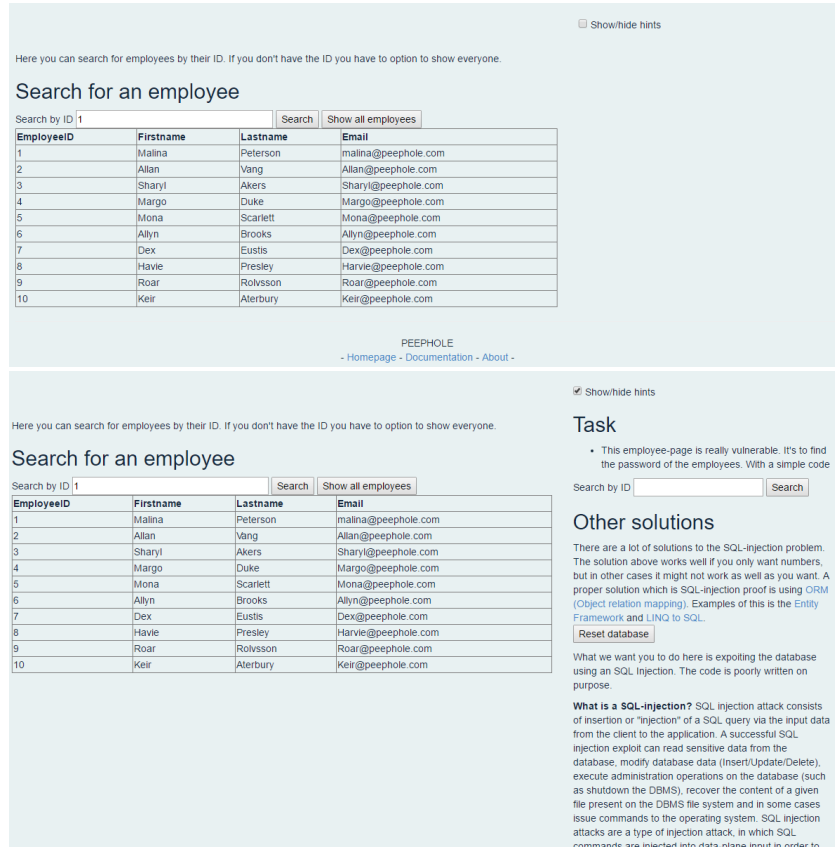 Show/hide hints
Here you can search for employees by their ID. If you don't have the ID you have to option to show everyone.
Search for an employee
Search by ID 1 Search Show all employees
EmployeeID Firstname Lastname Email
1 Malina Peterson malina@peephole.com
2 Allan Vang Allan@peephole.com
3 Sharyl Akers Sharyl@peephole.com
4 Margo Duke Margo@peephole.com
5 Mona Scarlett Mona@peephole.com
6 Allyn Brooks Allyn@peephole.com
7 Dex Eustis Dex@peephole.com
8 Havie Presley Harvie@peephole.com
9 Roar Rolvsson Roar@peephole.com
10 Keir Aterbury Keir@peephole.com
PEEPHOLE
- Homepage - Documentation - About -
Here you can search for employees by their ID. If you don't have the ID you have to option to show everyone.
Search for an employee
Search by ID 1 Search Show all employees
EmployeeID Firstname Lastname Email
1 Malina Peterson malina@peephole.com
2 Allan Vang Allan@peephole.com
3 Sharyl Akers Sharyl@peephole.com
4 Margo Duke Margo@peephole.com
5 Mona Scarlett Mona@peephole.com
6 Allyn Brooks Allyn@peephole.com
7 Dex Eustis Dex@peephole.com
8 Havie Presley Harvie@peephole.com
9 Roar Rolvsson Roar@peephole.com
10 Keir Aterbury Keir@peephole.com
Show/hide hints
Task
• This employee-page is really vulnerable. It's to find
the password of the employees. With a simple code
Search by ID Search
Other solutions
There are a lot of solutions to the SQL-injection problem.
The solution above works well if you only want numbers,
but in other cases it might not work as well as you want. A
proper solution which is SQL-injection proof is using ORM
(Object relation mapping). Examples of this is the Entity
Framework and LINQ to SQL.
Reset database
What we want you to do here is expoiting the database
using an SQL Injection. The code is poorly written on
purpose.
What is a SQL-injection? SQL injection attack consists
of insertion or "injection" of a SQL query via the input data
from the client to the application. A successful SQL
injection exploit can read sensitive data from the
database, modify database data (Insert/Update/Delete),
execute administration operations on the database (such
as shutdown the DBMS), recover the content of a given
file present on the DBMS file system and in some cases
issue commands to the operating system. SQL injection
attacks are a type of injection attack, in which SQL
commands are injected into data-plane input in order to